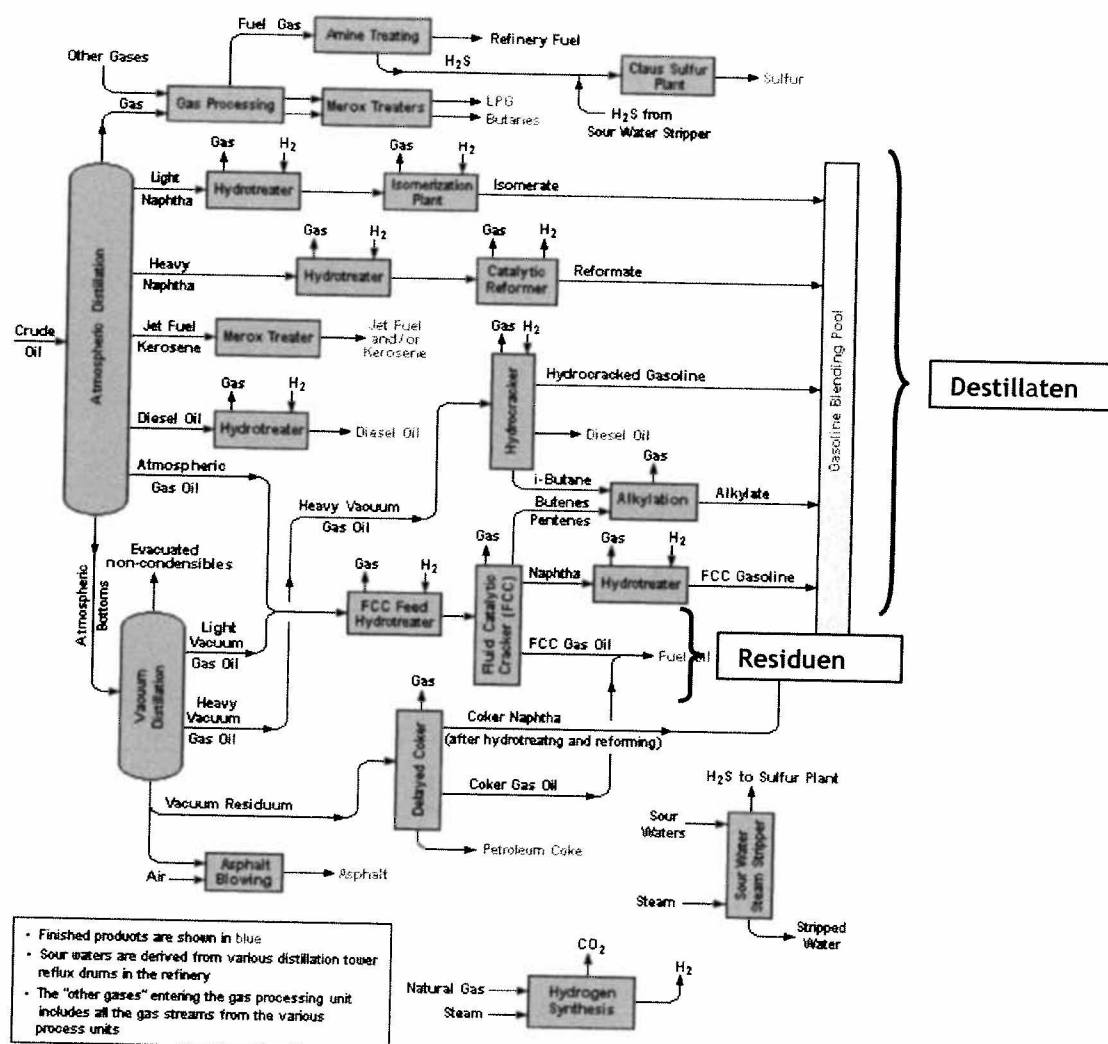 Fuel Gas
Amine Treating
Refinery Fuel
Other Gases
H2S
Claus Sulfur
Plant
Sulfur
Gas
Gas Processing
Merox Treaters
LPG
Butanes
H2S from
Sour Water Stripper
Gas
H2
Gas
H2
Light
Naphtha
Hydrotreater
Isomerization
Plant
Isomerate
Gas
H2
Gas
H2
Heavy
Naphtha
Hydrotreater
Catalytic
Reformer
Reformate
Crude
Oil
Atmospheric Distillation
Jet Fuel
Kerosene
Merox Treater
Jet Fuel
and/or
Kerosene
Gas
H2
Hydrocracker
Hydrocracked Gasoline
Gasoline Blending Pool
Destillaten
Gas
H2
Diesel Oil
Hydrotreater
Diesel Oil
Diesel Oil
Atmospheric
Gas Oil
i-Butane
Gas
Butenes
Pentenes
Alkylation
Alkylate
Heavy Vacuum
Gas Oil
Evacuated
non-condensibles
Atmospheric
Bottoms
Gas
H2
FCC Feed
Hydrotreater
Gas
Fluid Catalytic
Cracker (FCC)
Naphtha
Gas
H2
Hydrotreater
FCC Gasoline
Light
Vacuum
Gas Oil
FCC Gas Oil
Fuel Oil
Residuen
Vacuum
Distillation
Heavy
Vacuum
Gas Oil
Gas
Delayed Coker
Coker Naphtha
(after hydrotreatng and reforming)
Coker Gas Oil
Vacuum Residuum
Petroleum Coke
H2S to Sulfur Plant
Sour
Waters
Sour Water
Steam Stripper
Steam
Stripped
Water
Air
Asphalt
Blowing
Asphalt
• Finished products are shown in blue
• Sour waters are derived from various distillation tower
reflux drums in the refinery
• The "other gases" entering the gas processing unit
includes all the gas streams from the various
process units
CO2
Natural Gas
Steam
Hydrogen
Synthesis
H2